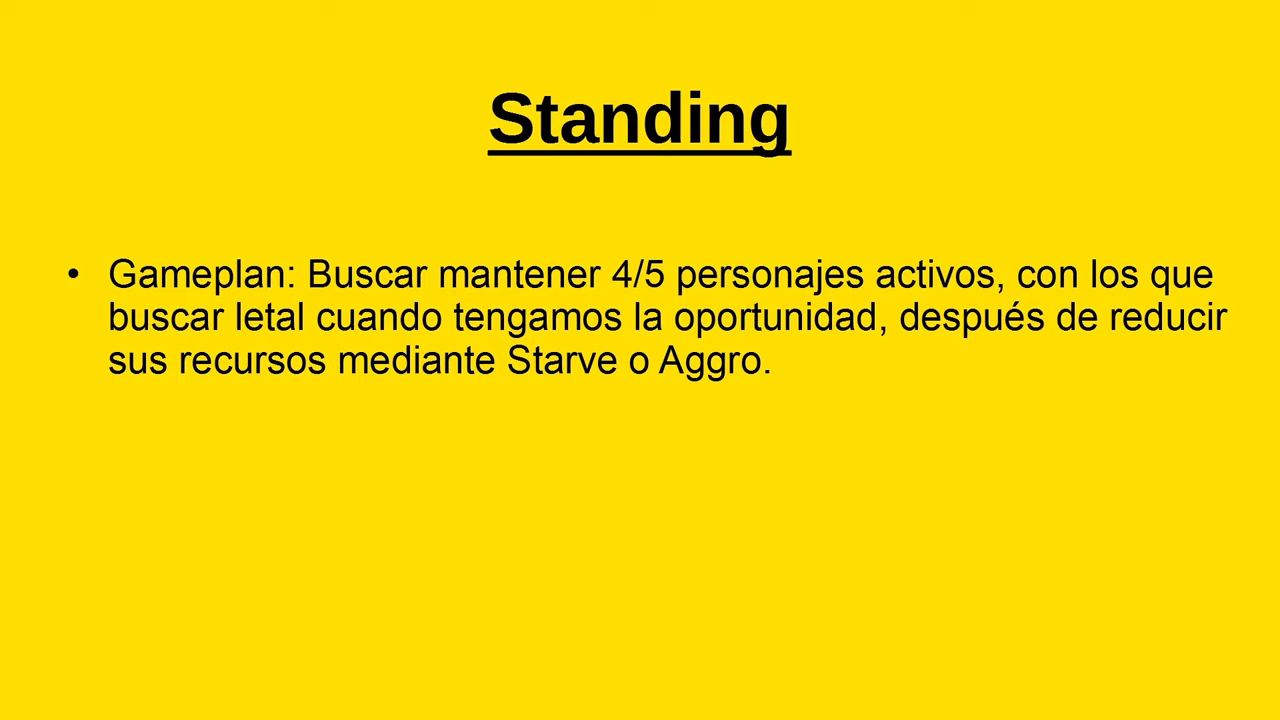 Standing
• Gameplan: Buscar mantener 4/5 personajes activos, con los que
buscar letal cuando tengamos la oportunidad, después de reducir
sus recursos mediante Starve o Aggro.